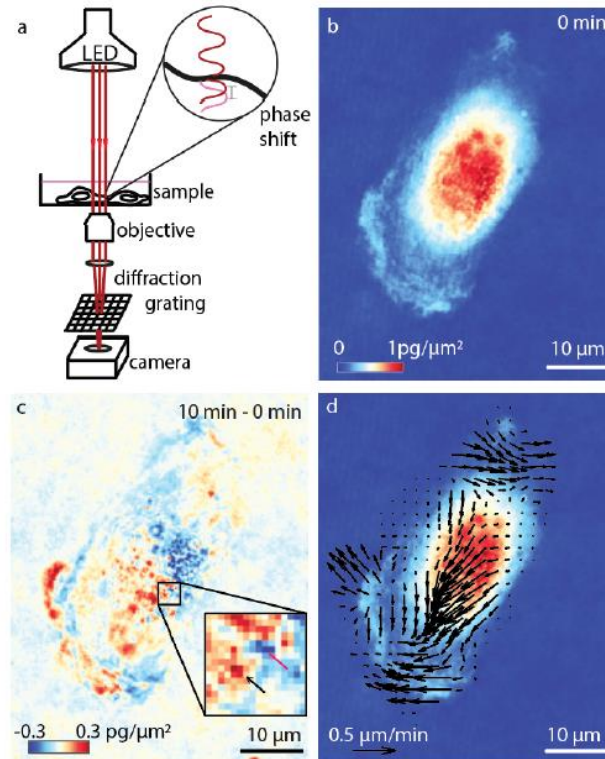 a
LED
phase
shift
sample
objective
diffraction
grating
camera
b
0 min
0
1pg/µm²
10 µm
c
10 min - 0 min
-0.3
0.3 pg/µm²
10 µm
d
0.5 µm/min
10 µm